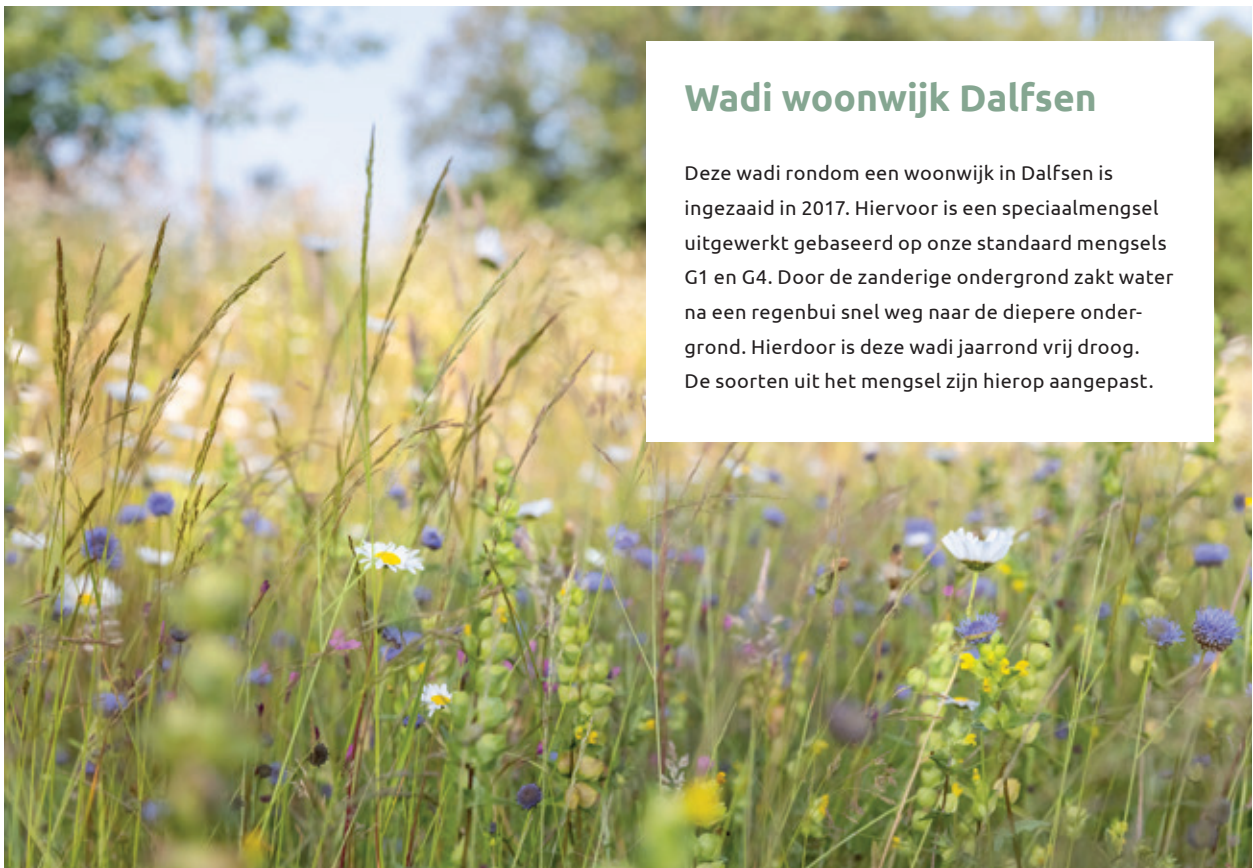 Wadi woonwijk Dalfsen
Deze wadi rondom een woonwijk in Dalfsen is
ingezaaid in 2017. Hiervoor is een speciaalmengsel
uitgewerkt gebaseerd op onze standaard mengsels
G1 en G4. Door de zanderige ondergrond zakt water
na een regenbui snel weg naar de diepere onder-
grond. Hierdoor is deze wadi jaarrond vrij droog.
De soorten uit het mengsel zijn hierop aangepast.